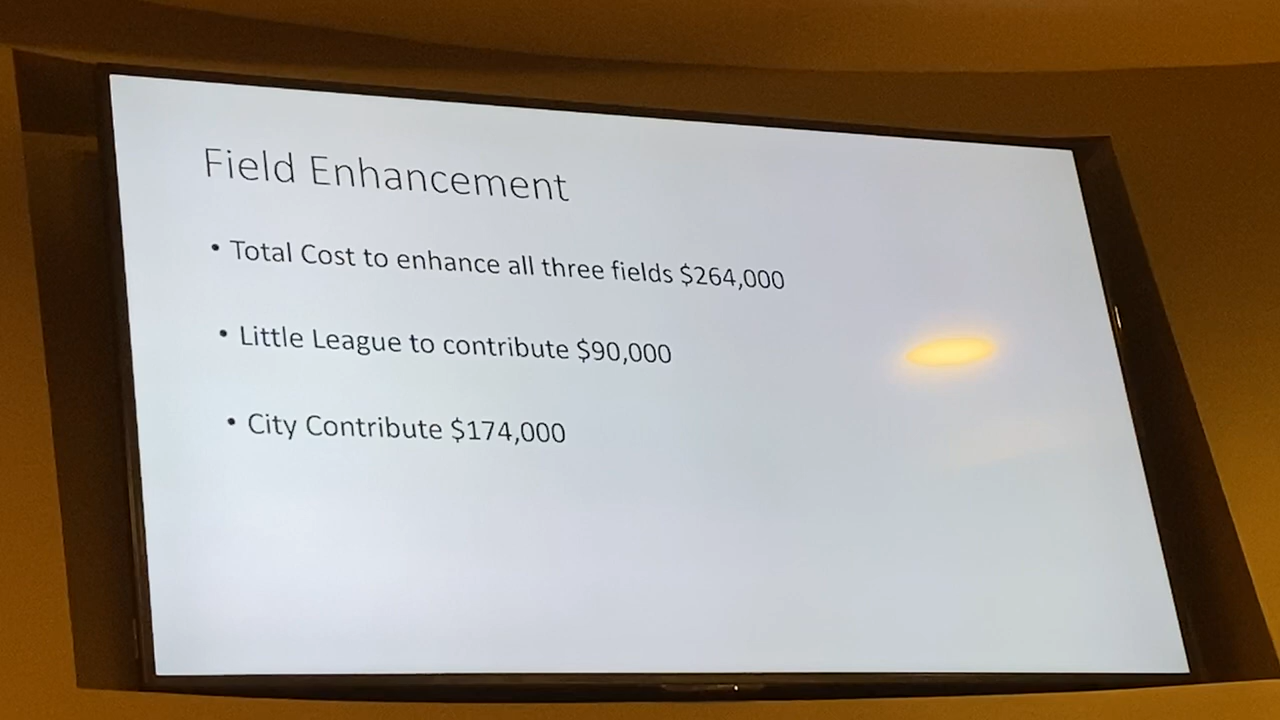 Field Enhancement
• Total Cost to enhance all three fields $264,000
• Little League to contribute $90,000
• City Contribute $174,000